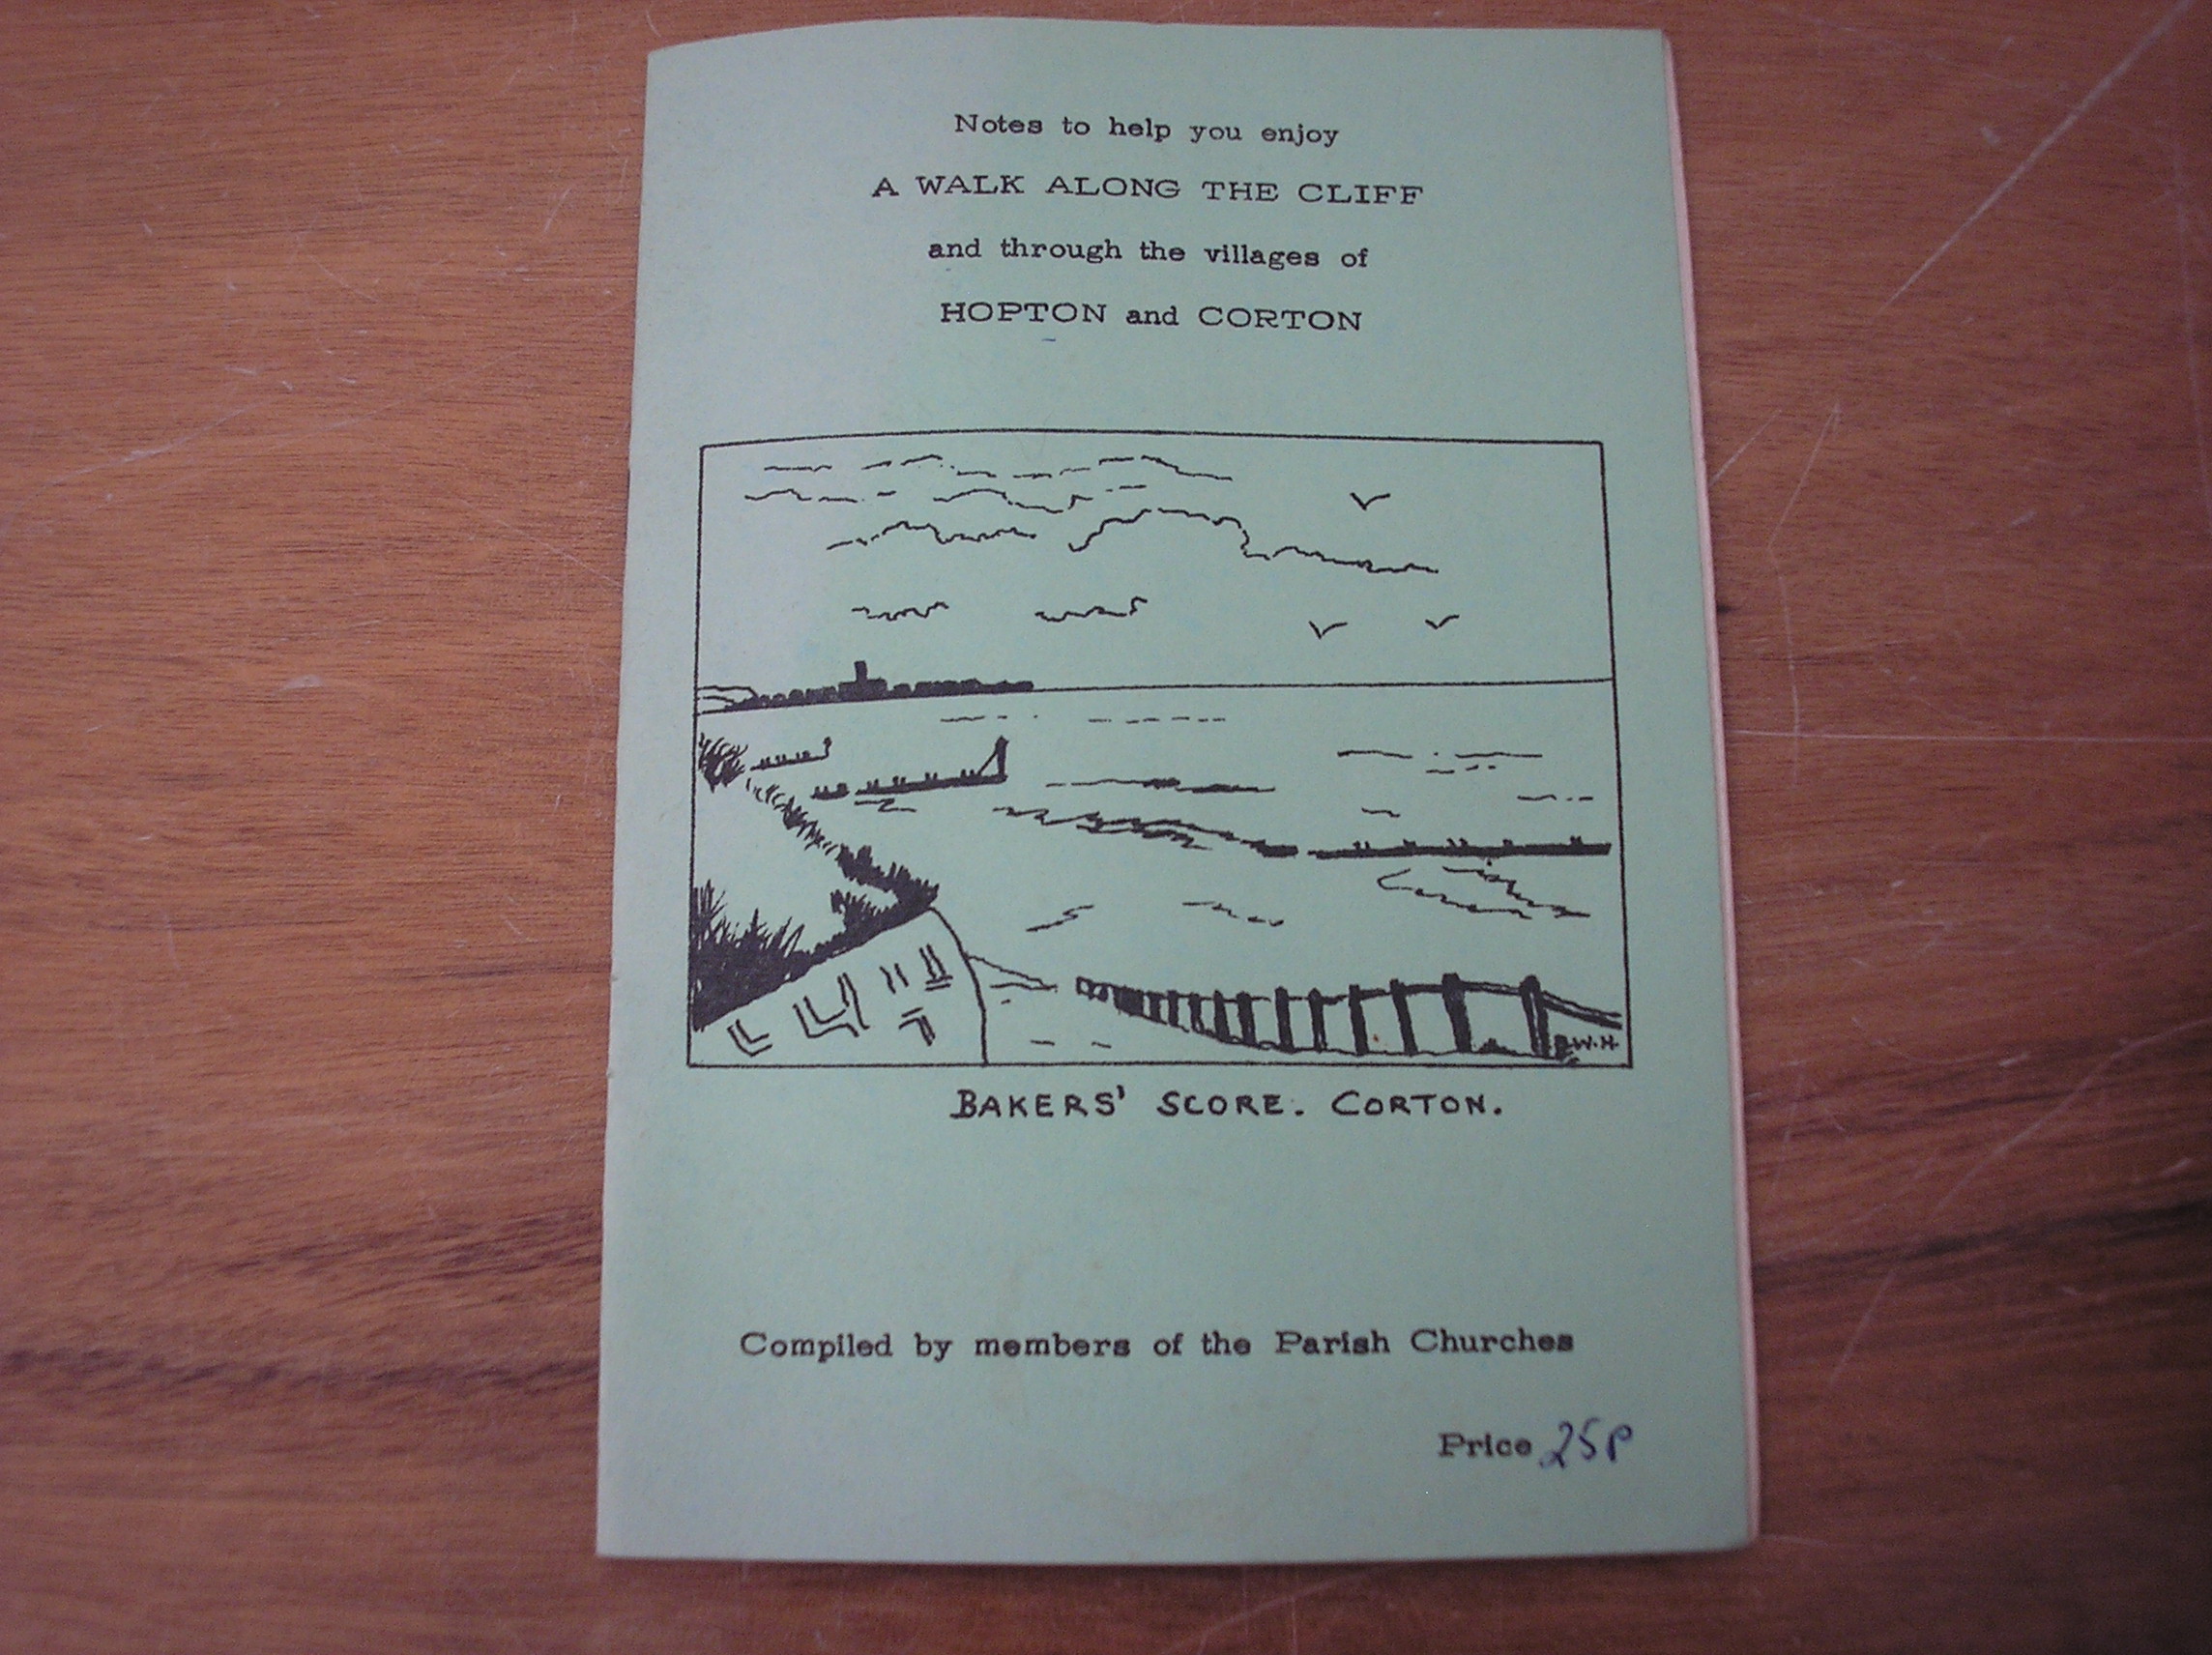 Notes to help you enjoy
A WALK ALONG THE CLIFF
and through the villages of
HOPTON and CORTON
W.H.
BAKERS' SCORE. CORTON.
Compiled by members of the Parish Churches
Price 25P